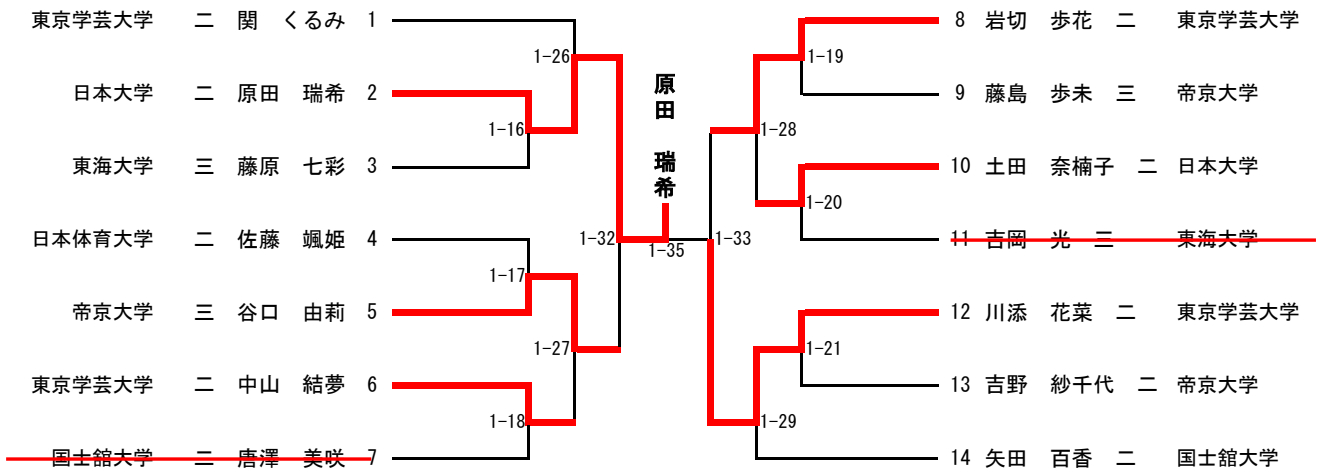 東京学芸大学 二 関 くるみ 1
8 岩切 歩花 二 東京学芸大学
1-26
1-19
日本大学 二 原田 瑞希 2
原田 瑞希
9 藤島 歩未 三 帝京大学
1-16
1-28
東海大学 三 藤原 七彩 3
10 土田 奈楠子 二 日本大学
1-20
日本体育大学 二 佐藤 颯姫 4
1-32
1-35
1-33
11 吉岡 光 三 東海大学
1-17
帝京大学 三 谷口 由莉 5
12 川添 花菜 二 東京学芸大学
1-27
1-21
東京学芸大学 二 中山 結夢 6
13 吉野 紗千代 二 帝京大学
1-18
1-29
国士舘大学 二 唐澤 美咲 7
14 矢田 百香 二 国士舘大学